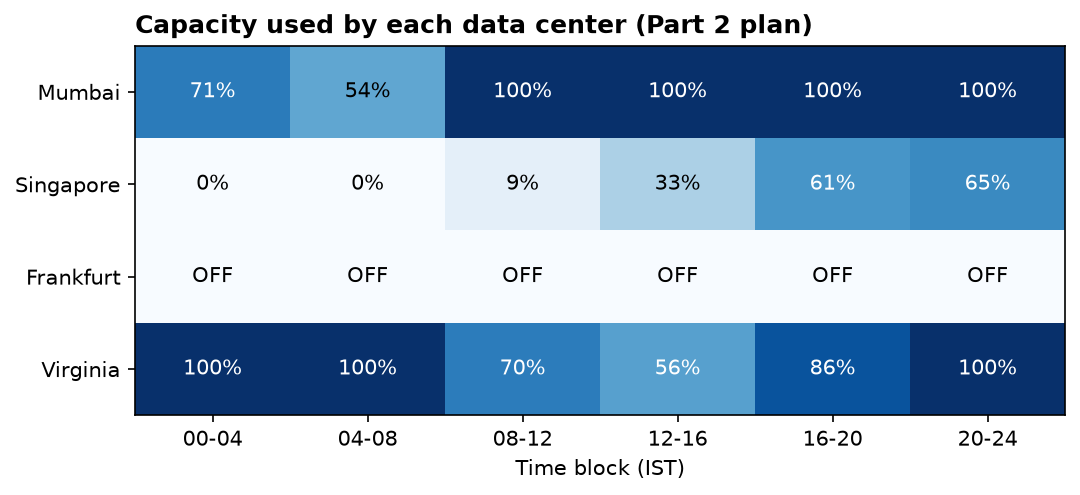 Capacity used by each data center (Part 2 plan)
Mumbai 71% 54% 100% 100% 100% 100%
Singapore 0% 0% 9% 33% 61% 65%
Frankfurt OFF OFF OFF OFF OFF OFF
Virginia 100% 100% 70% 56% 86% 100%
00-04 04-08 08-12 12-16 16-20 20-24
Time block (IST)